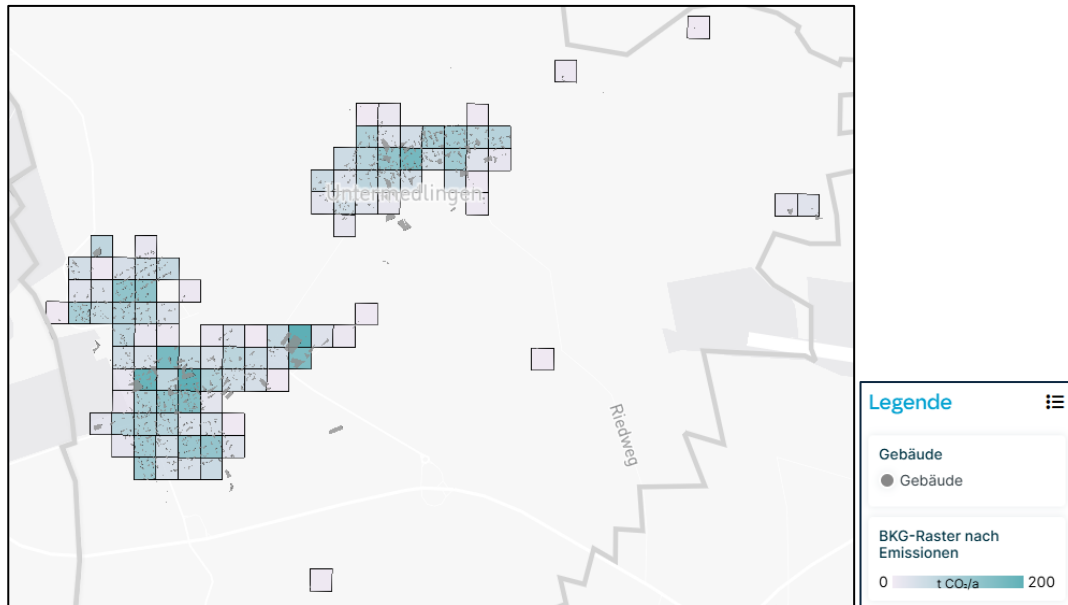 Untermedlingen
Riedweg
Legende
Gebäude
Gebäude
BKG-Raster nach
Emissionen
0 t CO₂/a 200